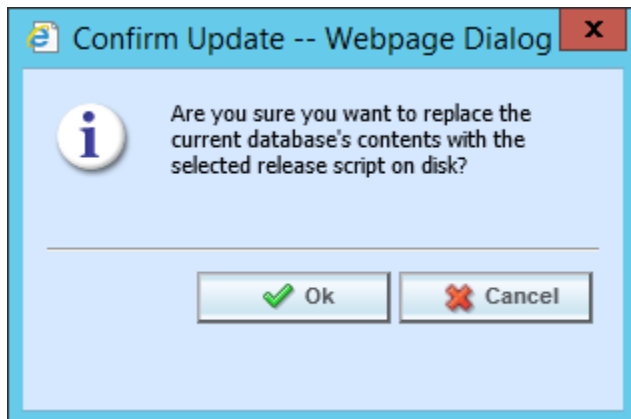 Confirm Update -- Webpage Dialog
x
Are you sure you want to replace the
current database's contents with the
selected release script on disk?
Ok
Cancel